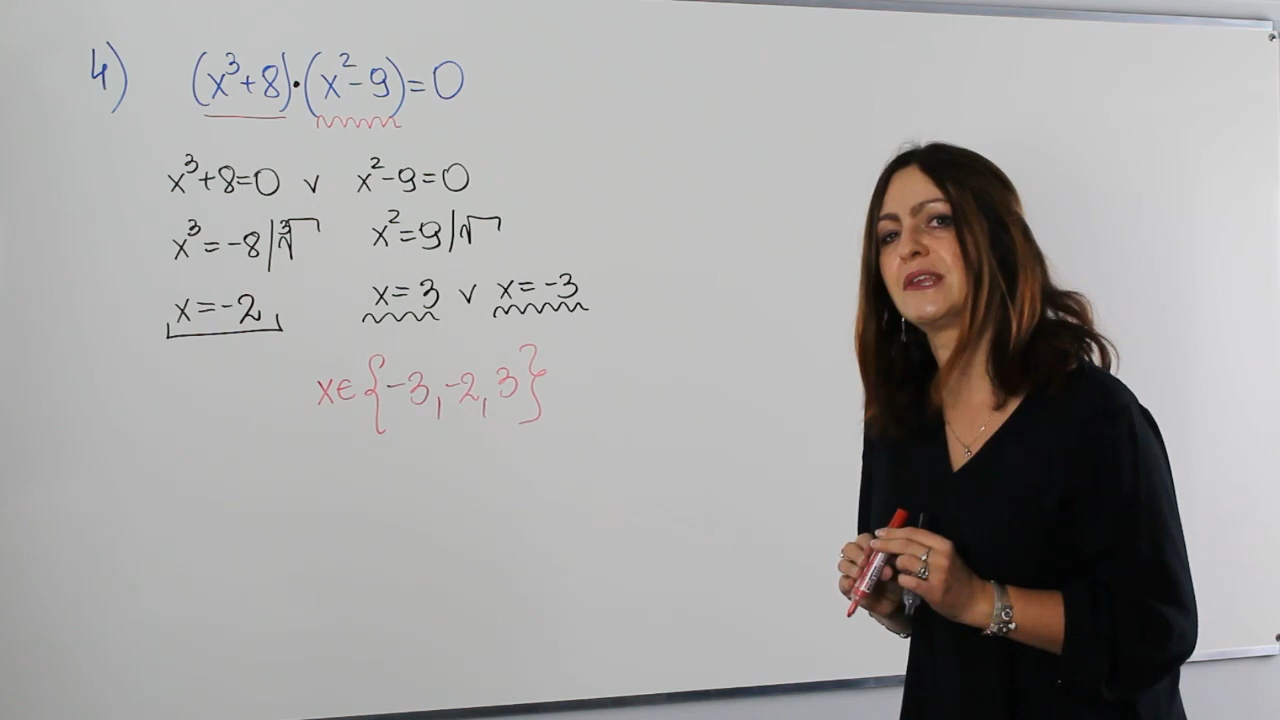 4) (x³+8)·(x²-9)=0
x³+8=0 v x²-9=0
x³=-8|∛ x²=9|√
x=-2 x=3 v x=-3
x∈{-3,-2,3}